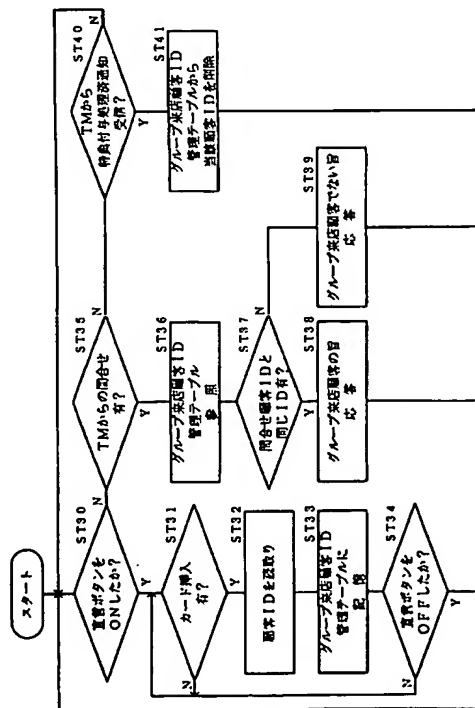 スタート
ST30
宣言ボタンを
ONしたか?
N
Y
ST31
カード挿入
有?
N
Y
ST32
顧客IDを読取り
ST33
グループ来店顧客ID
管理テーブルに
記憶
ST34
宣言ボタンを
OFFしたか?
N
Y
ST35
TMからの問合せ
有?
N
Y
ST36
グループ来店顧客ID
管理テーブル
参照
ST37
問合せ顧客IDと
同じID有?
N
Y
ST38
グループ来店顧客の旨
応答
ST39
グループ来店顧客でない旨
応答
ST40
TMから
特典付与処理済通知
受信?
N
Y
ST41
グループ来店顧客ID
管理テーブルから
当該顧客IDを削除